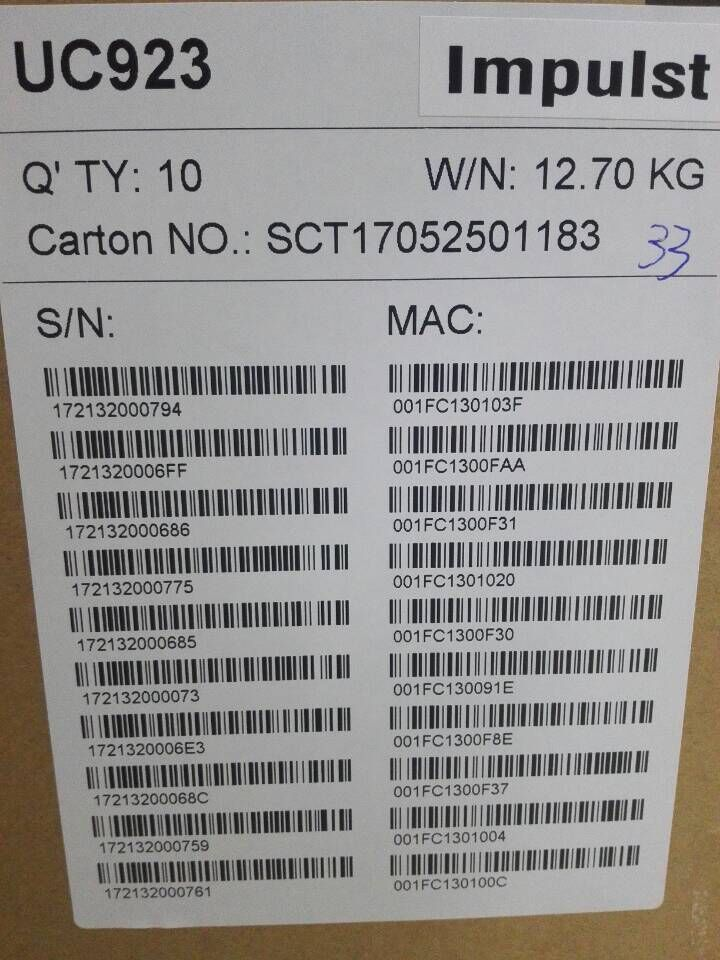 UC923 Impulst
Q' TY: 10 W/N: 12.70 KG
Carton NO.: SCT17052501183 33
S/N: MAC:
172132000794 001FC130103F
1721320006FF 001FC1300FAA
172132000686 001FC1300F31
172132000775 001FC1301020
172132000685 001FC1300F30
172132000073 001FC130091E
1721320006E3 001FC1300F8E
17213200068C 001FC1300F37
172132000759 001FC1301004
172132000761 001FC130100C